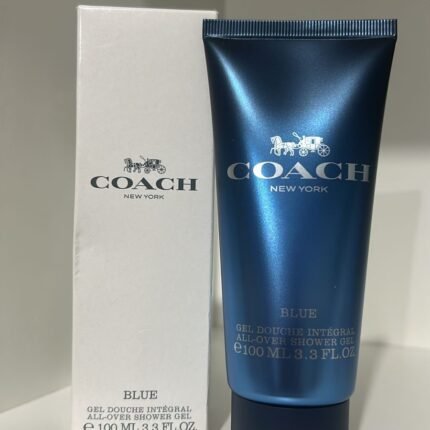 COACH
NEW YORK
BLUE
GEL DOUCHE INTÉGRAL
ALL-OVER SHOWER GEL
℮100 ML 3.3 FL.OZ
COACH
NEW YORK
BLUE
GEL DOUCHE INTÉGRAL
ALL-OVER SHOWER GEL
℮100 ML 3.3 FL.OZ